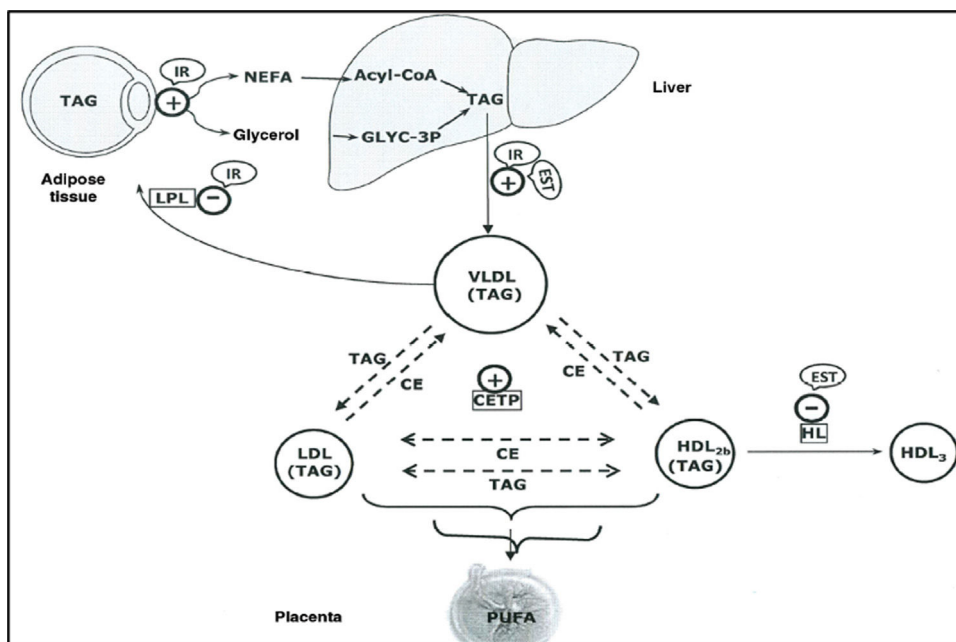 IR
TAG
+
NEFA
Acyl-CoA
TAG
Liver
Glycerol
GLYC-3P
Adipose
tissue
IR
LPL
−
IR
+
EST
VLDL
(TAG)
TAG
CE
TAG
CE
+
CETP
EST
−
HL
LDL
(TAG)
CE
TAG
HDL2b
(TAG)
HDL3
Placenta
PUFA